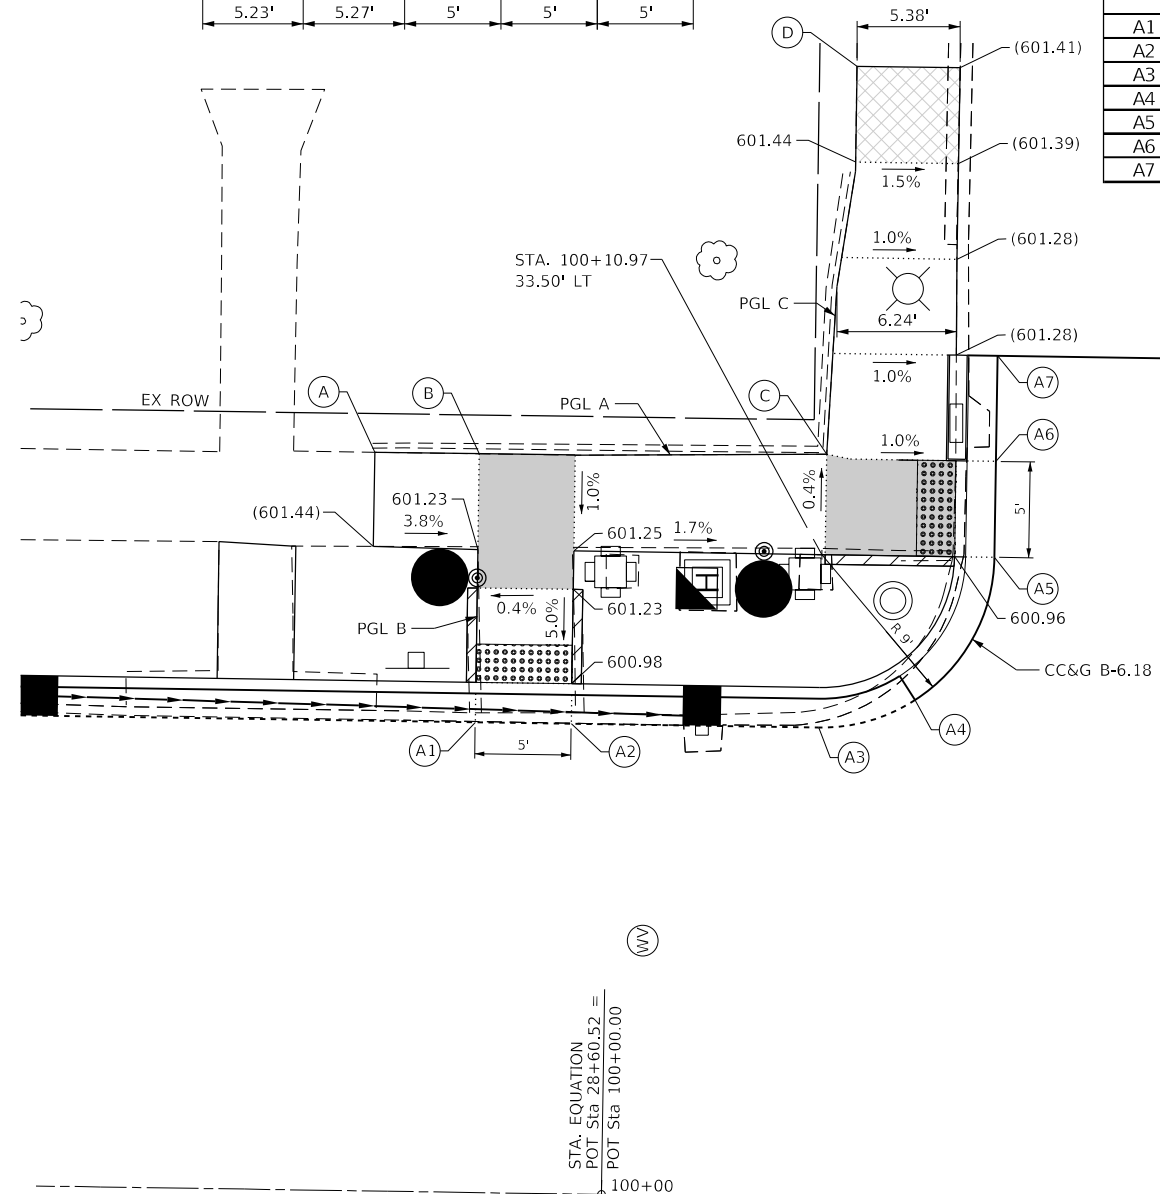 5.23' 5.27' 5' 5' 5'
5.38'
A1
A2
A3
A4
A5
A6
A7
D
(601.41)
601.44
(601.39)
1.5%
1.0%
(601.28)
STA. 100+10.97
33.50' LT
PGL C
6.24'
(601.28)
1.0%
A7
EX ROW
A
B
PGL A
C
A6
1.0%
601.23
1.0%
0.4%
(601.44)
3.8%
601.25
1.7%
5'
H
A5
0.4%
601.23
5.0%
600.96
PGL B
R 9'
600.98
CC&G B-6.18
A1
5'
A2
A3
A4
WV
STA. EQUATION
POT Sta 28+60.52 =
POT Sta 100+00.00
100+00